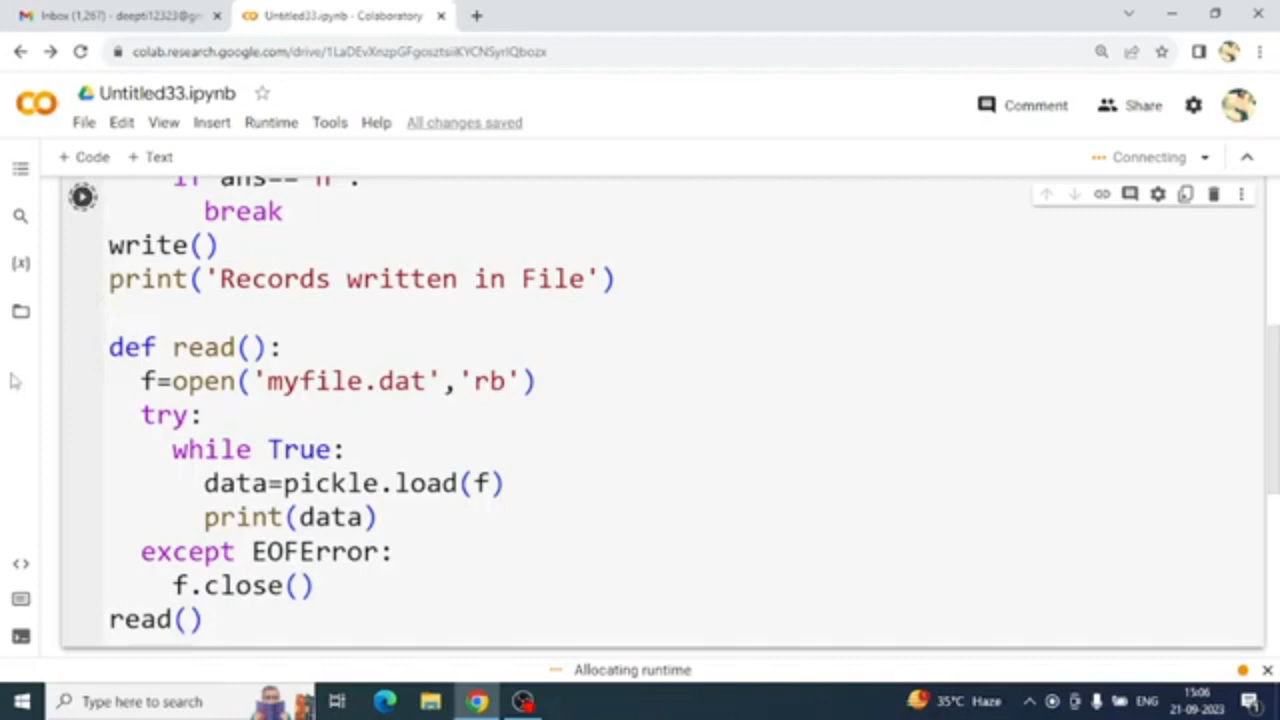 Inbox (1,267) - deepti12323@gm
Untitled33.ipynb - Colaboratory
colab.research.google.com/drive/
Untitled33.ipynb
File Edit View Insert Runtime Tools Help All changes saved
Comment Share
+ Code + Text
Connecting
if ans=='n':
break
write()
print('Records written in File')
def read():
f=open('myfile.dat','rb')
try:
while True:
data=pickle.load(f)
print(data)
except EOFError:
f.close()
read()
Allocating runtime
Type here to search
35°C Haze
ENG
15:06
21-09-2023